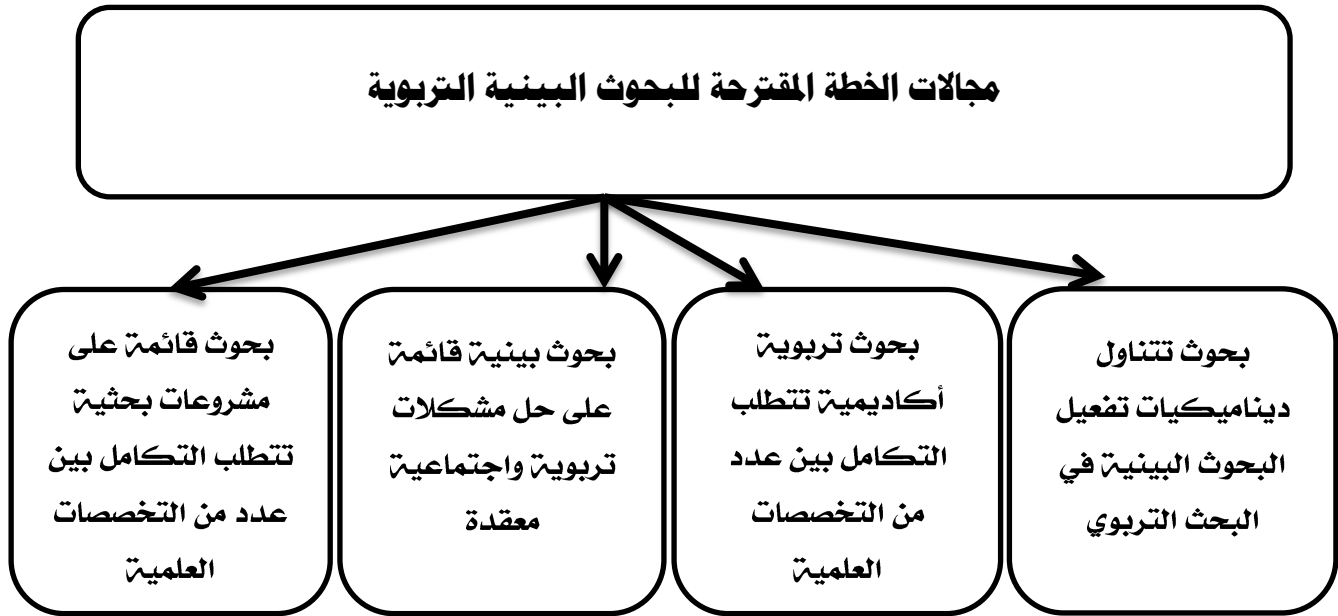 مجالات الخطة المقترحة للبحوث البينية التربوية
بحوث تتناول
ديناميكيات تفعيل
البحوث البينية في
البحث التربوي
بحوث تربوية
أكاديمية تتطلب
التكامل بين عدد
من التخصصات
العلمية
بحوث بينية قائمة
على حل مشكلات
تربوية واجتماعية
معقدة
بحوث قائمة على
مشروعات بحثية
تتطلب التكامل بين
عدد من التخصصات
العلمية